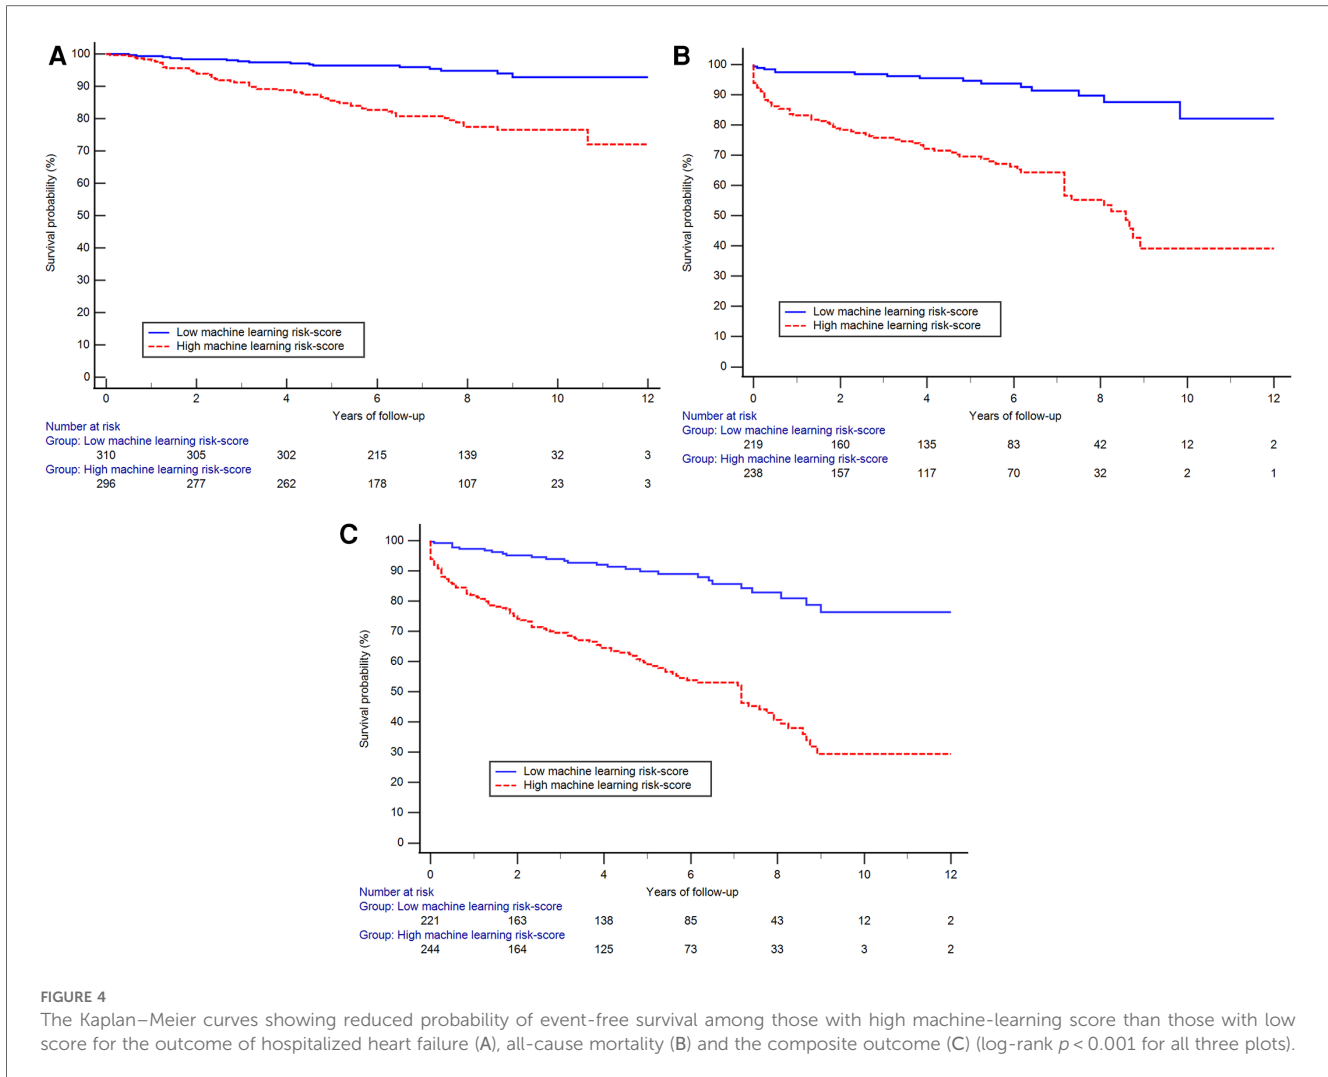 A
100
90
80
70
60
50
40
30
20
10
0
Survival probability (%)
Low machine learning risk-score
High machine learning risk-score
0 2 4 6 8 10 12
Years of follow-up
Number at risk
Group: Low machine learning risk-score
310 305 302 215 139 32 3
Group: High machine learning risk-score
296 277 262 178 107 23 3
B
100
90
80
70
60
50
40
30
20
10
0
Survival probability (%)
Low machine learning risk-score
High machine learning risk-score
0 2 4 6 8 10 12
Years of follow-up
Number at risk
Group: Low machine learning risk-score
219 160 135 83 42 12 2
Group: High machine learning risk-score
238 157 117 70 32 2 1
C
100
90
80
70
60
50
40
30
20
10
0
Survival probability (%)
Low machine learning risk-score
High machine learning risk-score
0 2 4 6 8 10 12
Years of follow-up
Number at risk
Group: Low machine learning risk-score
221 163 138 85 43 12 2
Group: High machine learning risk-score
244 164 125 73 33 3 2
FIGURE 4
The Kaplan–Meier curves showing reduced probability of event-free survival among those with high machine-learning score than those with low
score for the outcome of hospitalized heart failure (A), all-cause mortality (B) and the composite outcome (C) (log-rank p < 0.001 for all three plots).